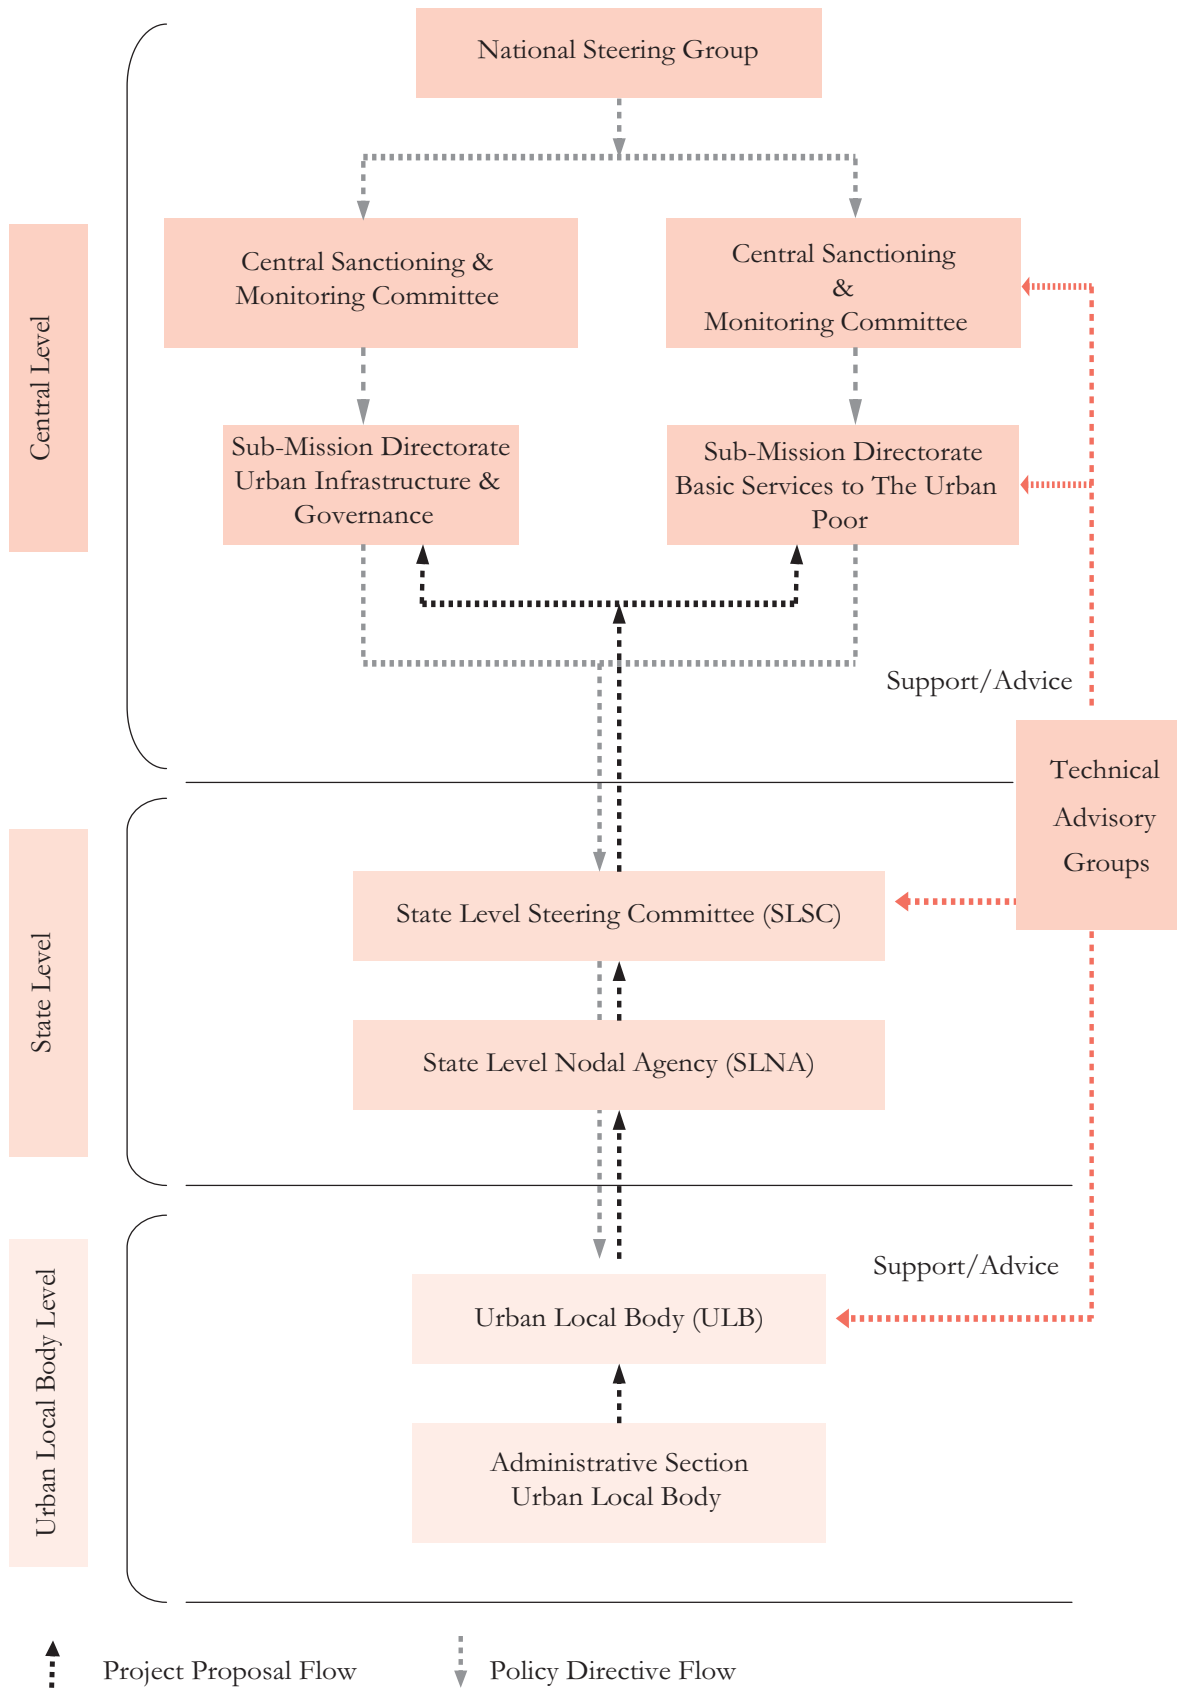 National Steering Group
Central Level
Central Sanctioning &
Monitoring Committee
Central Sanctioning
&
Monitoring Committee
Sub-Mission Directorate
Urban Infrastructure &
Governance
Sub-Mission Directorate
Basic Services to The Urban
Poor
Support/Advice
Technical
Advisory
Groups
State Level
State Level Steering Committee (SLSC)
State Level Nodal Agency (SLNA)
Urban Local Body Level
Support/Advice
Urban Local Body (ULB)
Administrative Section
Urban Local Body
Project Proposal Flow
Policy Directive Flow